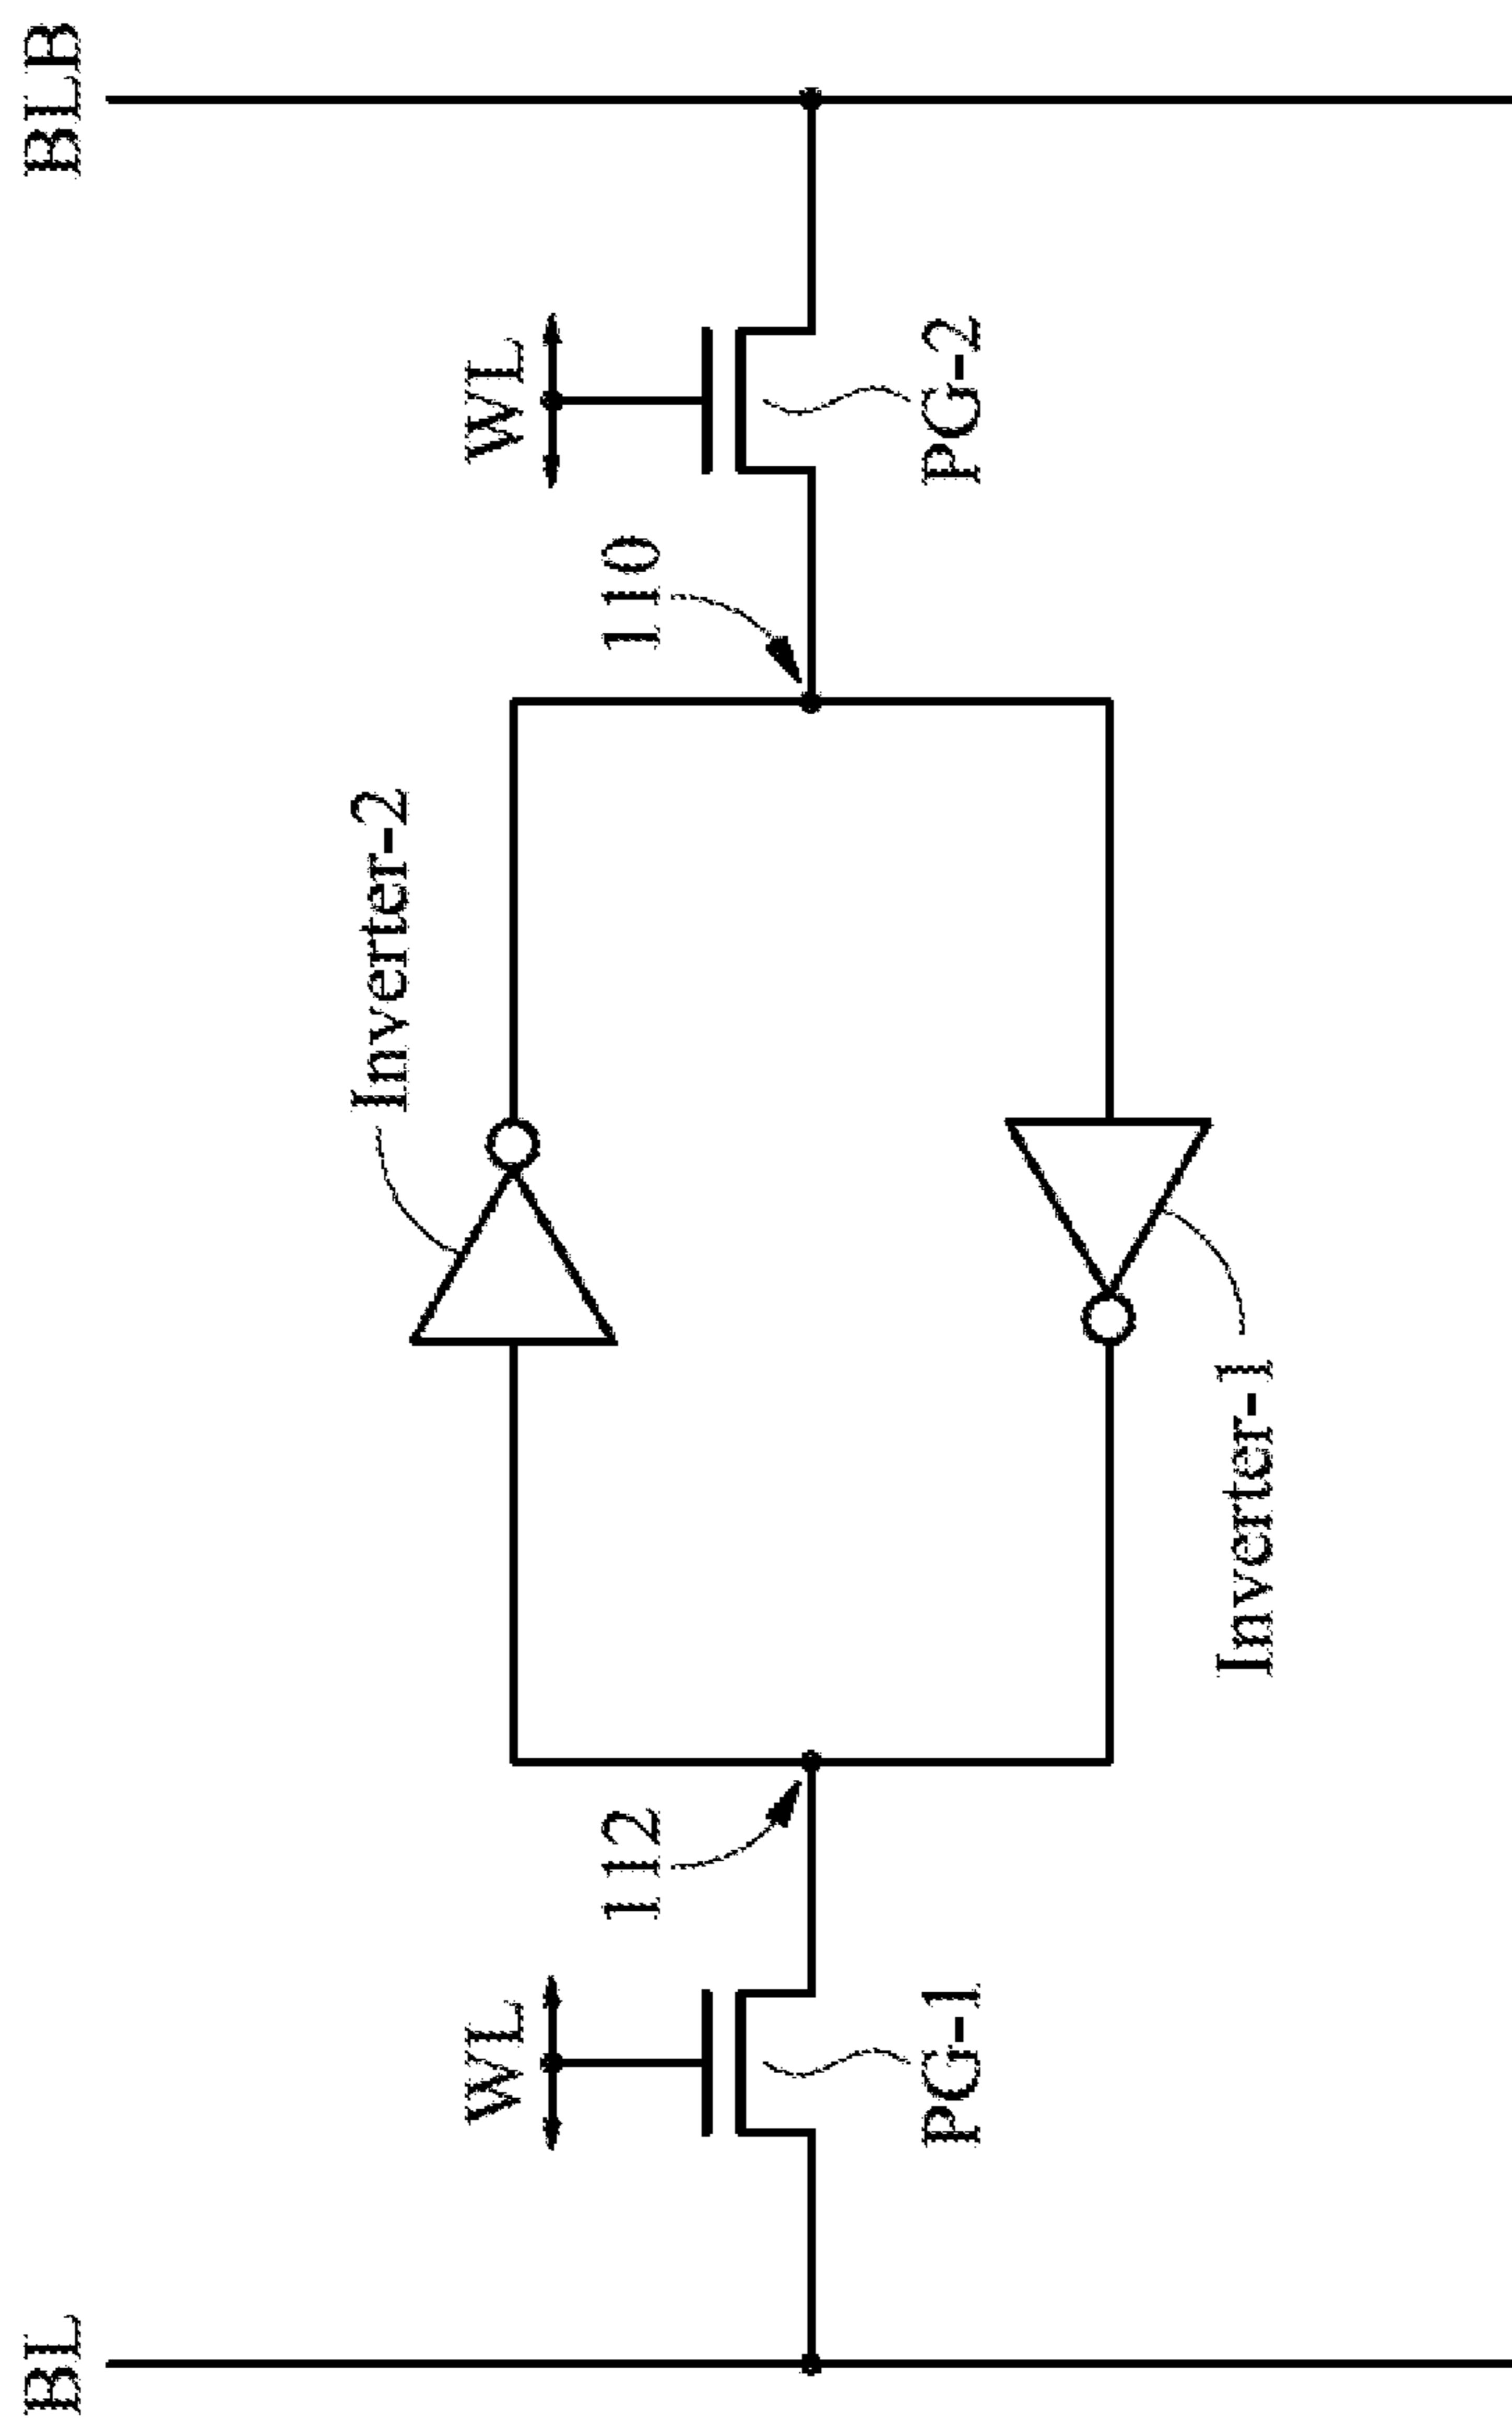 BL
BLB
WL
WL
Inverter-2
112
110
PG-1
PG-2
Inverter-1